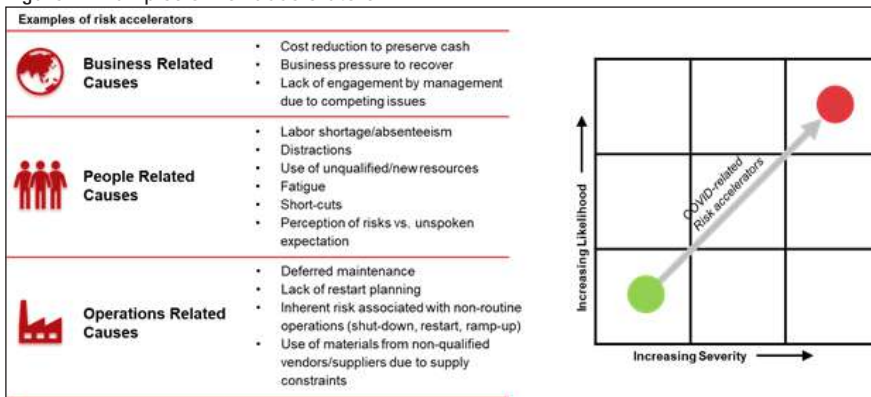 Examples of risk accelerators
Business Related
Causes
• Cost reduction to preserve cash
• Business pressure to recover
• Lack of engagement by management
due to competing issues
People Related
Causes
• Labor shortage/absenteeism
• Distractions
• Use of unqualified/new resources
• Fatigue
• Short-cuts
• Perception of risks vs. unspoken
expectation
Operations Related
Causes
• Deferred maintenance
• Lack of restart planning
• Inherent risk associated with non-routine
operations (shut-down, restart, ramp-up)
• Use of materials from non-qualified
vendors/suppliers due to supply
constraints
Increasing Likelihood
COVID-related
Risk accelerators
Increasing Severity